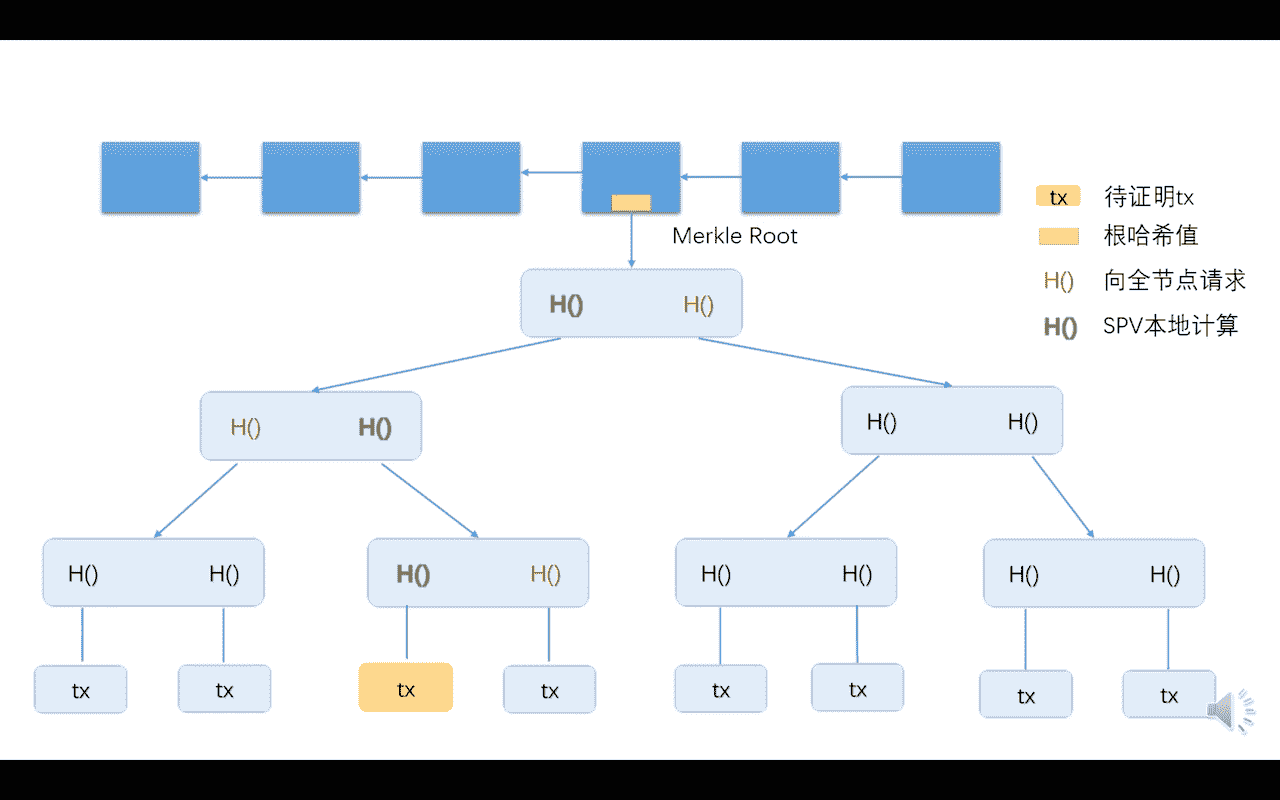 Merkle Root
tx 待证明tx
根哈希值
H() 向全节点请求
H() SPV本地计算
H() H()
H() H() H() H()
H() H() H() H() H() H() H() H()
tx tx tx tx tx tx tx tx